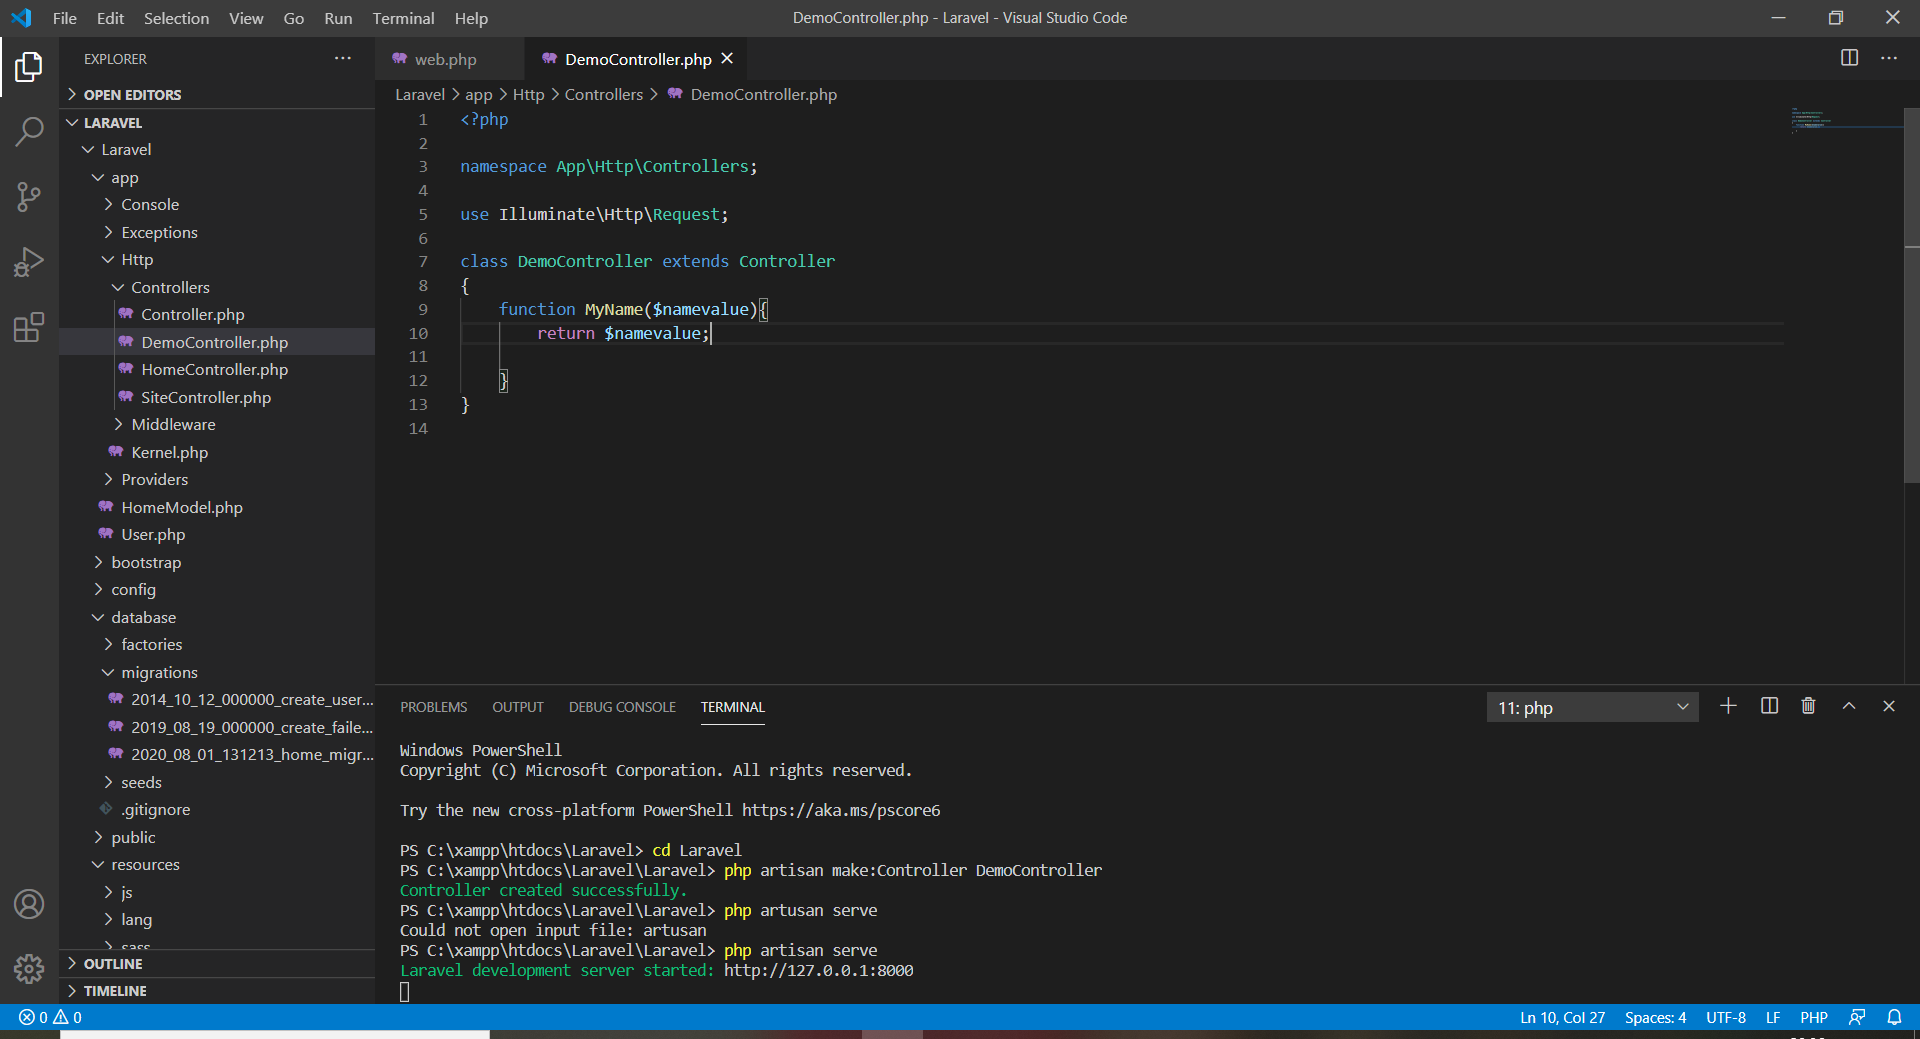 File Edit Selection View Go Run Terminal Help
DemoController.php - Laravel - Visual Studio Code
EXPLORER
OPEN EDITORS
LARAVEL
Laravel
app
Console
Exceptions
Http
Controllers
Controller.php
DemoController.php
HomeController.php
SiteController.php
Middleware
Kernel.php
Providers
HomeModel.php
User.php
bootstrap
config
database
factories
migrations
2014_10_12_000000_create_user...
2019_08_19_000000_create_faile...
2020_08_01_131213_home_migr...
seeds
.gitignore
public
resources
js
lang
sass
OUTLINE
TIMELINE
web.php
DemoController.php
Laravel > app > Http > Controllers > DemoController.php
1 <?php
2
3 namespace App\Http\Controllers;
4
5 use Illuminate\Http\Request;
6
7 class DemoController extends Controller
8 {
9     function MyName($namevalue){
10         return $namevalue;
11
12     }
13 }
14
PROBLEMS OUTPUT DEBUG CONSOLE TERMINAL
11: php
Windows PowerShell
Copyright (C) Microsoft Corporation. All rights reserved.
Try the new cross-platform PowerShell https://aka.ms/pscore6
PS C:\xampp\htdocs\Laravel> cd Laravel
PS C:\xampp\htdocs\Laravel\Laravel> php artisan make:Controller DemoController
Controller created successfully.
PS C:\xampp\htdocs\Laravel\Laravel> php artusan serve
Could not open input file: artusan
PS C:\xampp\htdocs\Laravel\Laravel> php artisan serve
Laravel development server started: http://127.0.0.1:8000
0 0
Ln 10, Col 27 Spaces: 4 UTF-8 LF PHP